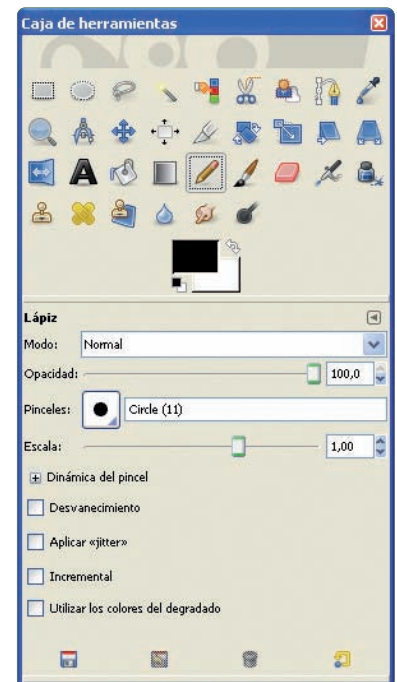 Caja de herramientas
Lápiz
Modo: Normal
Opacidad: 100,0
Pinceles: Circle (11)
Escala: 1,00
Dinámica del pincel
Desvanecimiento
Aplicar «jitter»
Incremental
Utilizar los colores del degradado